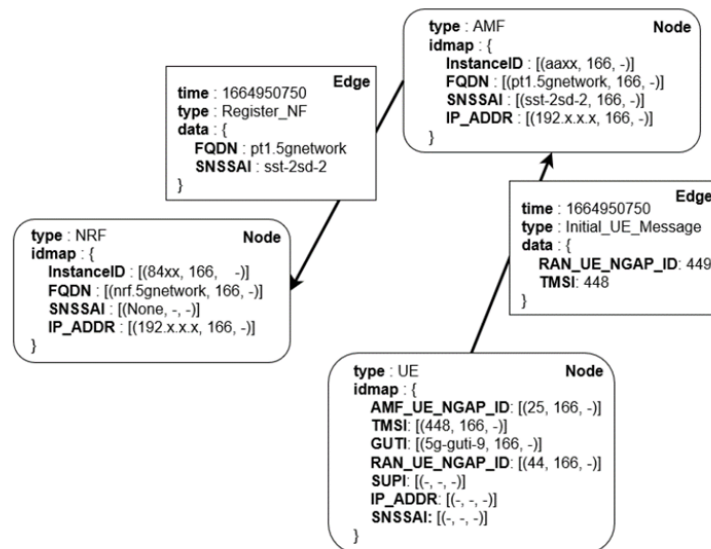 type : AMF
Node
idmap : {
InstanceID : [(aaxx, 166, -)]
FQDN : [(pt1.5gnetwork, 166, -)]
SNSSAI : [(sst-2sd-2, 166, -)]
IP_ADDR : [(192.x.x.x, 166, -)]
}
Edge
time : 1664950750
type : Register_NF
data : {
FQDN : pt1.5gnetwork
SNSSAI : sst-2sd-2
}
Edge
time : 1664950750
type : Initial_UE_Message
data : {
RAN_UE_NGAP_ID: 449
TMSI: 448
}
type : NRF
Node
idmap : {
InstanceID : [(84xx, 166, -)]
FQDN : [(nrf.5gnetwork, 166, -)]
SNSSAI : [(None, -, -)]
IP_ADDR : [(192.x.x.x, 166, -)]
}
type : UE
Node
idmap : {
AMF_UE_NGAP_ID: [(25, 166, -)]
TMSI: [(448, 166, -)]
GUTI: [(5g-guti-9, 166, -)]
RAN_UE_NGAP_ID: [(44, 166, -)]
SUPI: [(-, -, -)]
IP_ADDR: [(-, -, -)]
SNSSAI: [(-, -, -)]
}